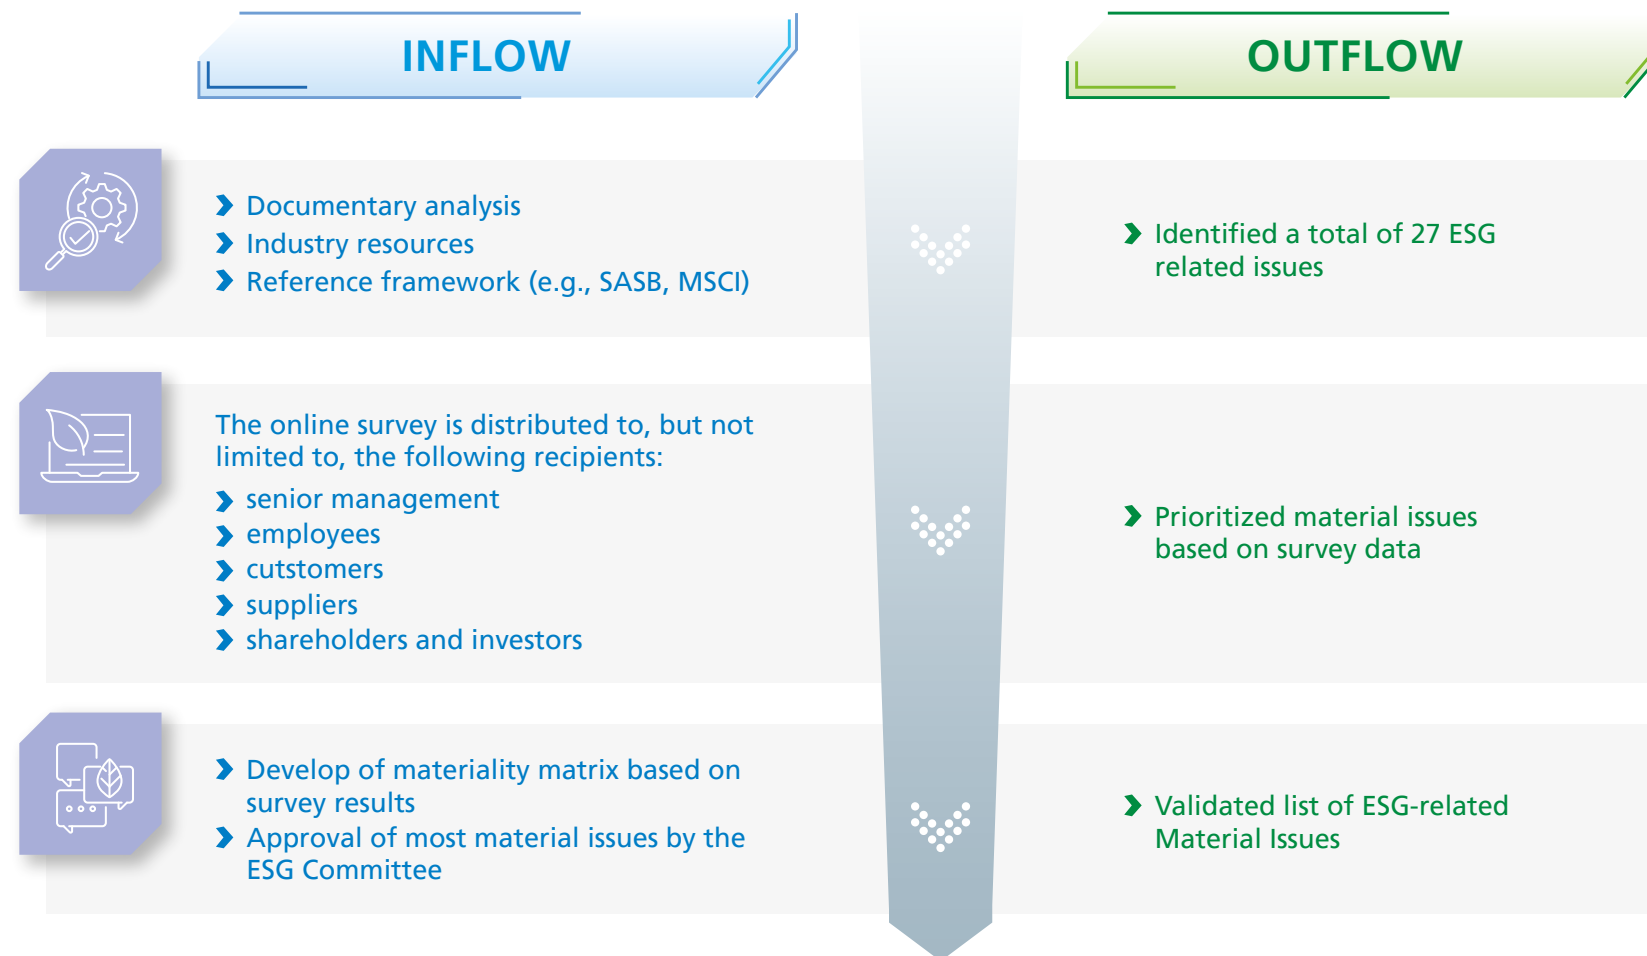 INFLOW
OUTFLOW
Documentary analysis
Industry resources
Reference framework (e.g., SASB, MSCI)
Identified a total of 27 ESG
related issues
The online survey is distributed to, but not
limited to, the following recipients:
senior management
employees
cutstomers
suppliers
shareholders and investors
Prioritized material issues
based on survey data
Develop of materiality matrix based on
survey results
Approval of most material issues by the
ESG Committee
Validated list of ESG-related
Material Issues